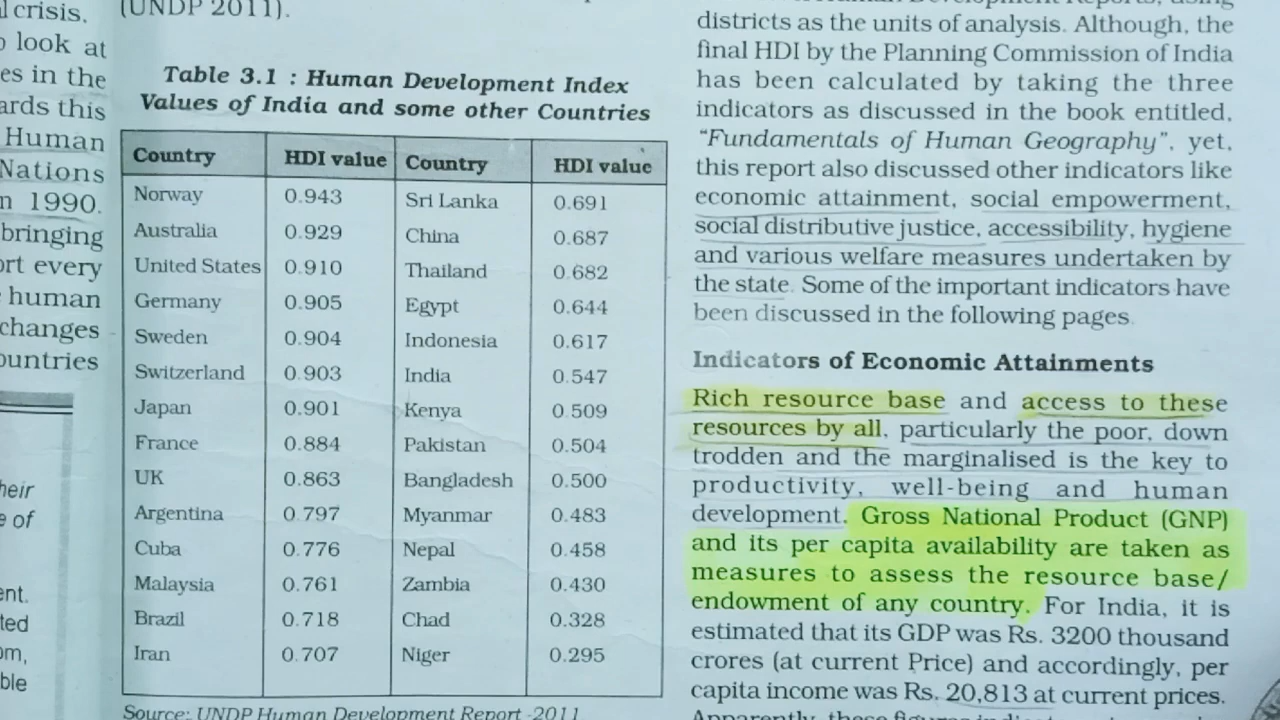 l crisis,
o look at
es in the
ards this
Human
Nations
n 1990.
bringing
ort every
human
changes
ountries
heir
e of
ent.
ted
om,
ble
(UNDP 2011).
Table 3.1 : Human Development Index
Values of India and some other Countries
Country HDI value Country HDI value
Norway 0.943 Sri Lanka 0.691
Australia 0.929 China 0.687
United States 0.910 Thailand 0.682
Germany 0.905 Egypt 0.644
Sweden 0.904 Indonesia 0.617
Switzerland 0.903 India 0.547
Japan 0.901 Kenya 0.509
France 0.884 Pakistan 0.504
UK 0.863 Bangladesh 0.500
Argentina 0.797 Myanmar 0.483
Cuba 0.776 Nepal 0.458
Malaysia 0.761 Zambia 0.430
Brazil 0.718 Chad 0.328
Iran 0.707 Niger 0.295
Source: UNDP Human Development Report -2011
districts as the units of analysis. Although, the
final HDI by the Planning Commission of India
has been calculated by taking the three
indicators as discussed in the book entitled,
“Fundamentals of Human Geography”, yet,
this report also discussed other indicators like
economic attainment, social empowerment,
social distributive justice, accessibility, hygiene
and various welfare measures undertaken by
the state. Some of the important indicators have
been discussed in the following pages.
Indicators of Economic Attainments
Rich resource base and access to these
resources by all, particularly the poor, down
trodden and the marginalised is the key to
productivity, well-being and human
development. Gross National Product (GNP)
and its per capita availability are taken as
measures to assess the resource base/
endowment of any country. For India, it is
estimated that its GDP was Rs. 3200 thousand
crores (at current Price) and accordingly, per
capita income was Rs. 20,813 at current prices.